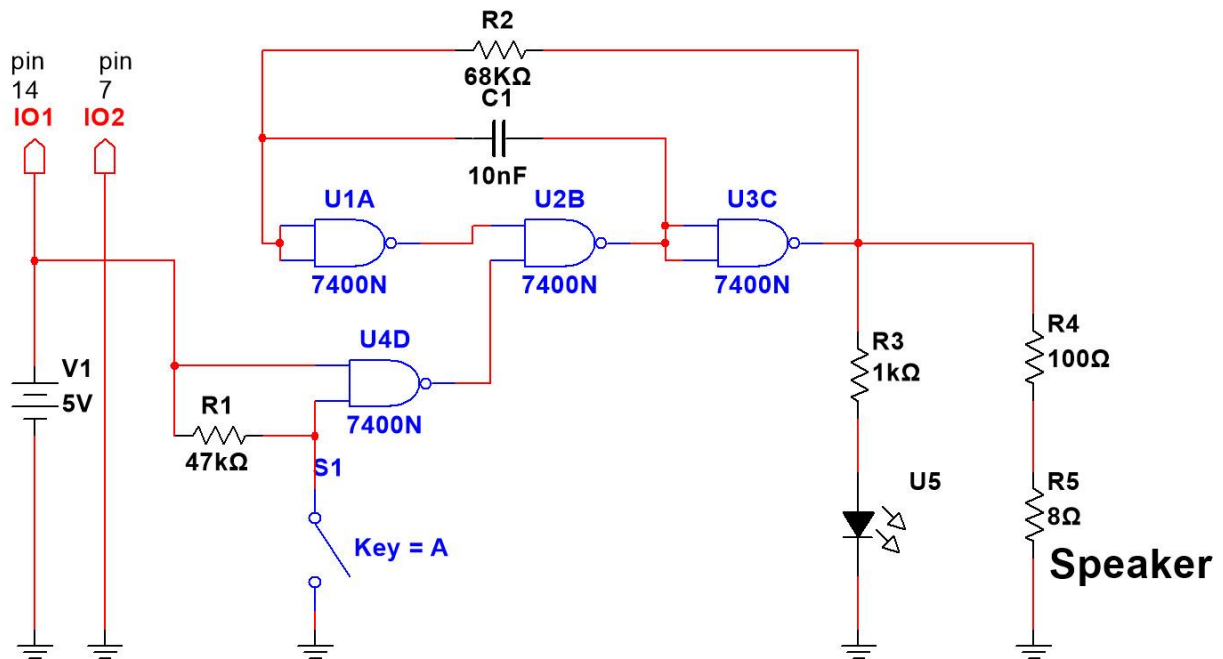 R2
68KΩ
C1
10nF
pin
14
IO1
pin
7
IO2
U1A
7400N
U2B
7400N
U3C
7400N
U4D
7400N
V1
5V
R1
47kΩ
S1
Key = A
R3
1kΩ
U5
R4
100Ω
R5
8Ω
Speaker